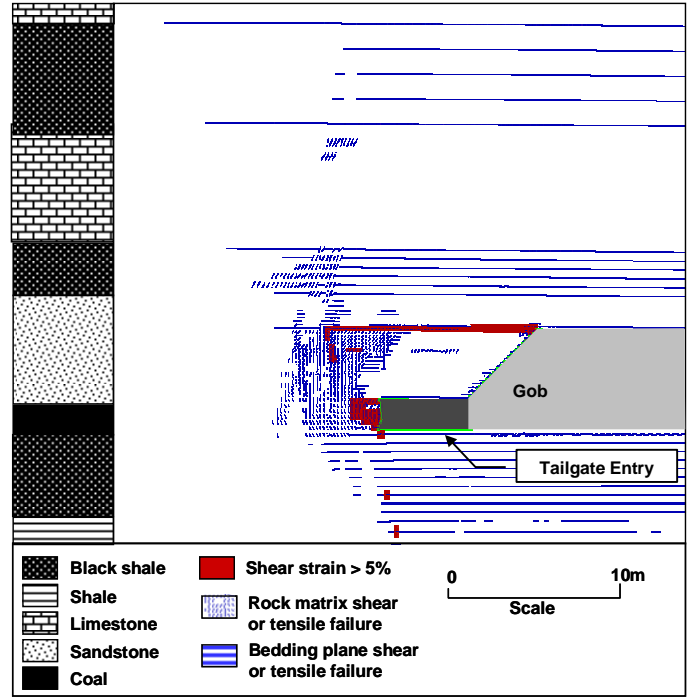 Gob
Tailgate Entry
Black shale
Shale
Limestone
Sandstone
Coal
Shear strain > 5%
Rock matrix shear
or tensile failure
Bedding plane shear
or tensile failure
0 10m
Scale